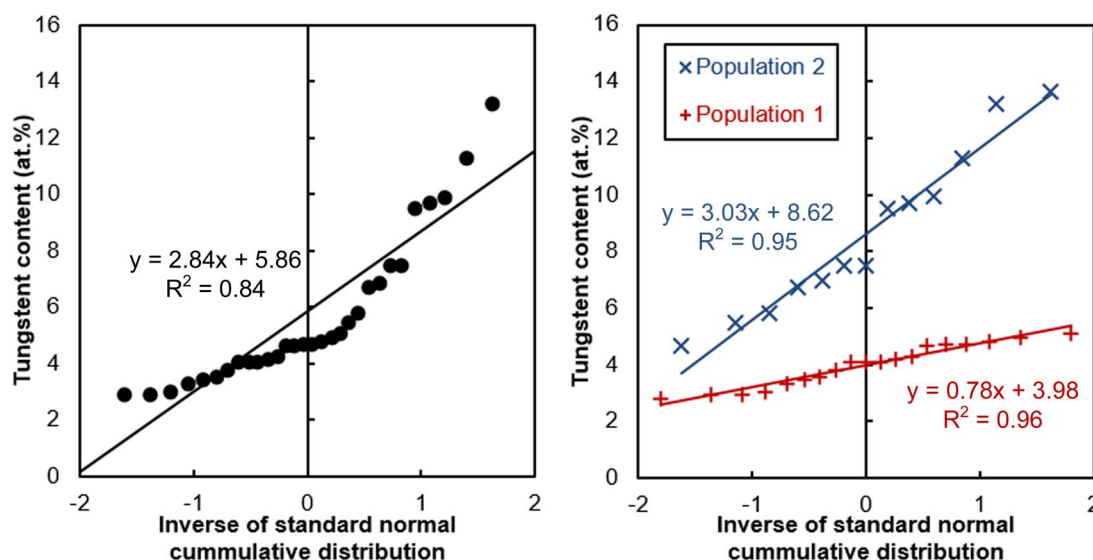 16
14
12
10
8
6
4
2
0
Tungstent content (at.%)
y = 2.84x + 5.86
R² = 0.84
-2
-1
0
1
2
Inverse of standard normal
cummulative distribution
16
14
12
10
8
6
4
2
0
Tungstent content (at.%)
Population 2
Population 1
y = 3.03x + 8.62
R² = 0.95
y = 0.78x + 3.98
R² = 0.96
-2
-1
0
1
2
Inverse of standard normal
cummulative distribution